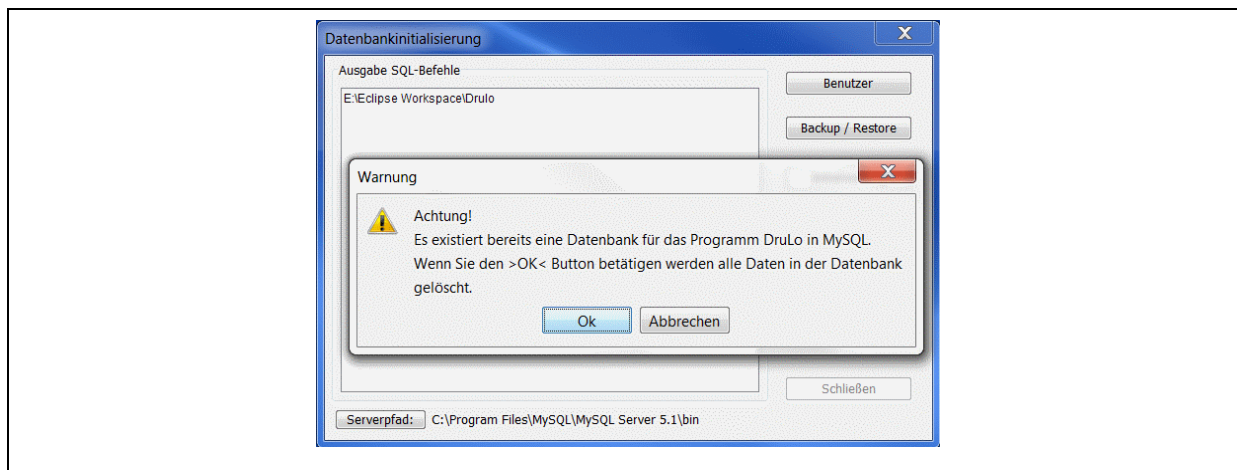 Datenbankinitialisierung
Ausgabe SQL-Befehle
E:\Eclipse Workspace\Drulo
Benutzer
Backup / Restore
Warnung
Achtung!
Es existiert bereits eine Datenbank für das Programm DruLo in MySQL.
Wenn Sie den >OK< Button betätigen werden alle Daten in der Datenbank
gelöscht.
Ok Abbrechen
Schließen
Serverpfad: C:\Program Files\MySQL\MySQL Server 5.1\bin